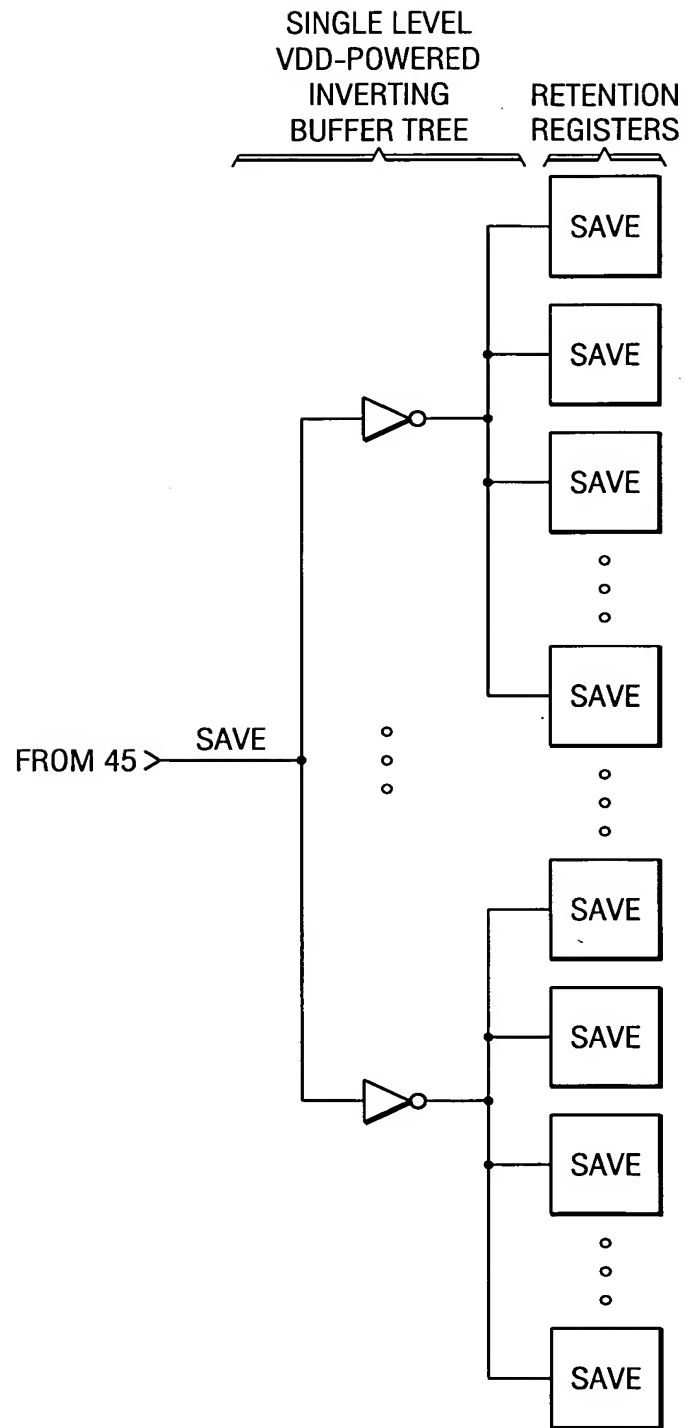 SINGLE LEVEL
VDD-POWERED
INVERTING
BUFFER TREE
RETENTION
REGISTERS
SAVE
SAVE
SAVE
SAVE
FROM 45
SAVE
SAVE
SAVE
SAVE
SAVE